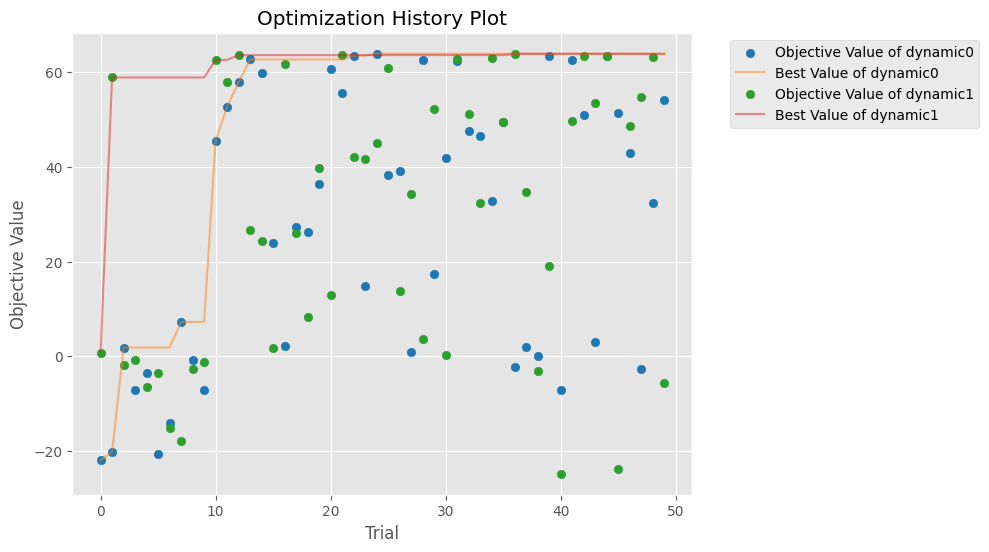 Optimization History Plot
Objective Value of dynamic0
Best Value of dynamic0
Objective Value of dynamic1
Best Value of dynamic1
Objective Value
60
40
20
0
−20
0 10 20 30 40 50
Trial